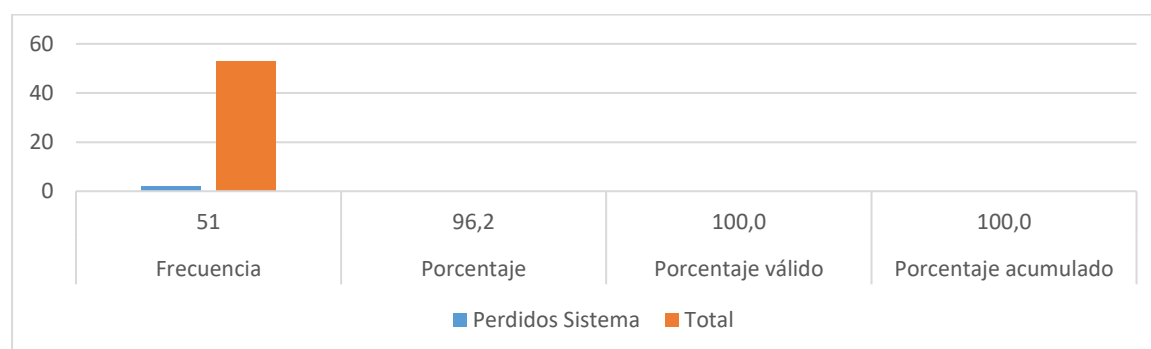 60
40
20
0
51 96,2 100,0 100,0
Frecuencia Porcentaje Porcentaje válido Porcentaje acumulado
Perdidos Sistema Total